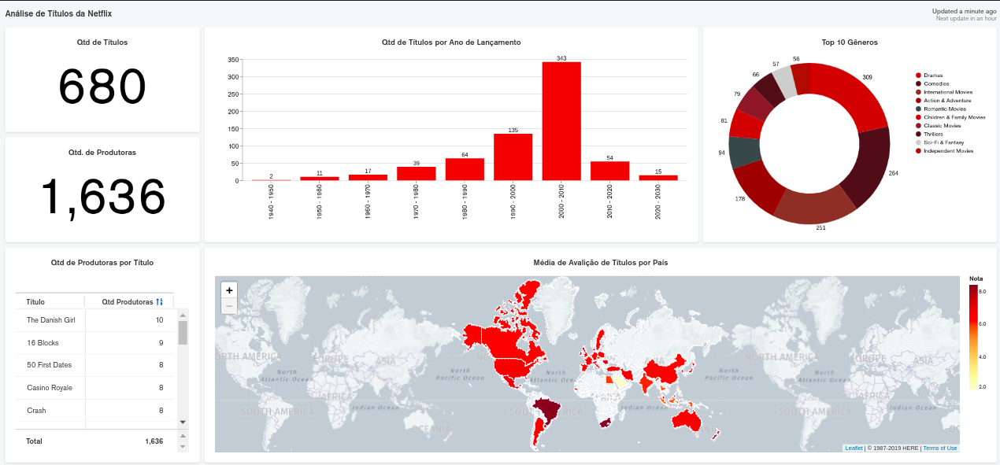 Análise de Títulos da Netflix
Updated a minute ago
Next update in an hour
Qtd de Títulos
680
Qtd. de Produtoras
1,636
Qtd de Títulos por Ano de Lançamento
350
300
250
200
150
100
50
0
2
11
17
39
64
135
343
54
15
1940 - 1950
1950 - 1960
1960 - 1970
1970 - 1980
1980 - 1990
1990 - 2000
2000 - 2010
2010 - 2020
2020 - 2030
Top 10 Gêneros
56
57
66
79
81
94
178
251
264
309
Dramas
Comedies
International Movies
Action & Adventure
Romantic Movies
Children & Family Movies
Classic Movies
Thrillers
Sci-Fi & Fantasy
Independent Movies
Qtd de Produtoras por Título
Título Qtd Produtoras
The Danish Girl 10
16 Blocks 9
50 First Dates 8
Casino Royale 8
Crash 8
Total 1,636
Média de Avalição de Títulos por País
+
−
NORTH AMERICA
EUROPE
ASIA
North
Atlantic Ocean
AFRICA
SOUTH AMERICA
Indian Ocean
OCEANIA
North
Pacific Ocean
North
Atlantic Ocean
Indian Ocean
North
Pacific Ocean
NORTH AMERICA
EUROPE
ASIA
North
Atlantic Ocean
AFRICA
SOUTH AMERICA
Indian Ocean
Nota
8.0
6.0
4.0
2.0
Leaflet | © 1987-2019 HERE | Terms of Use